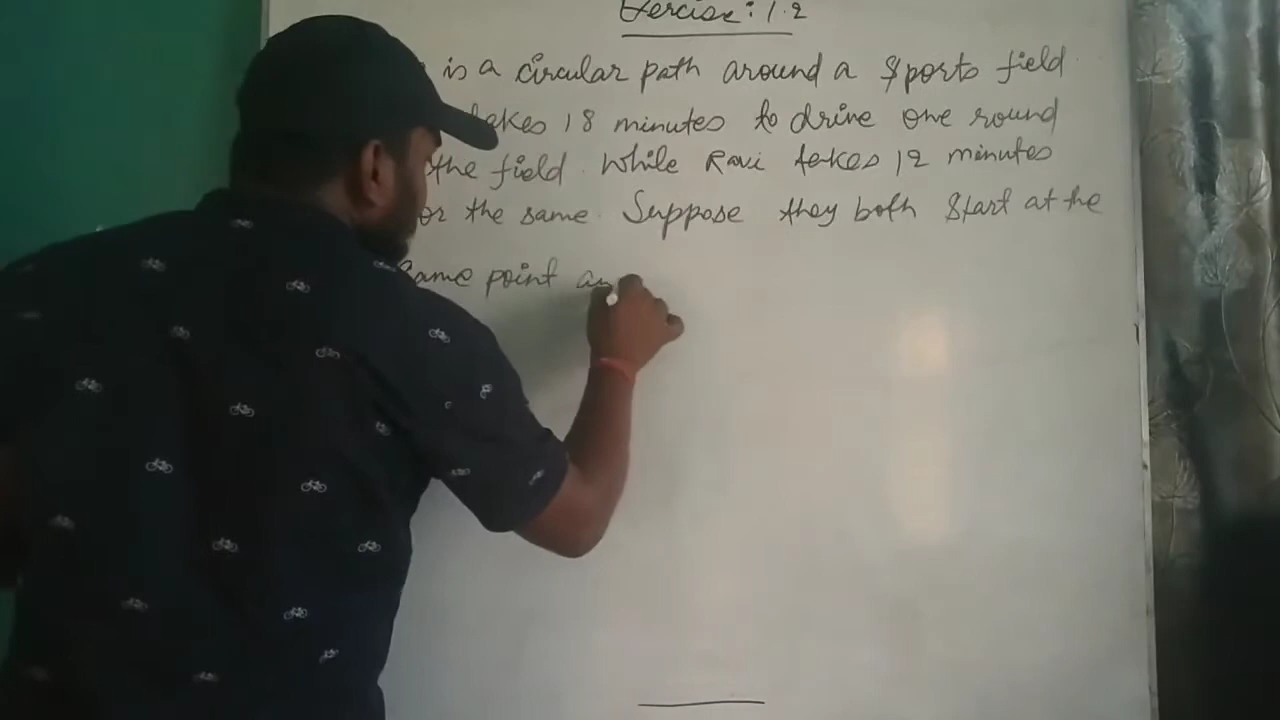 Exercise: 1.2
is a circular path around a sports field
takes 18 minutes to drive one round
the field. While Ravi takes 12 minutes
or the same. Suppose they both start at the
same point an